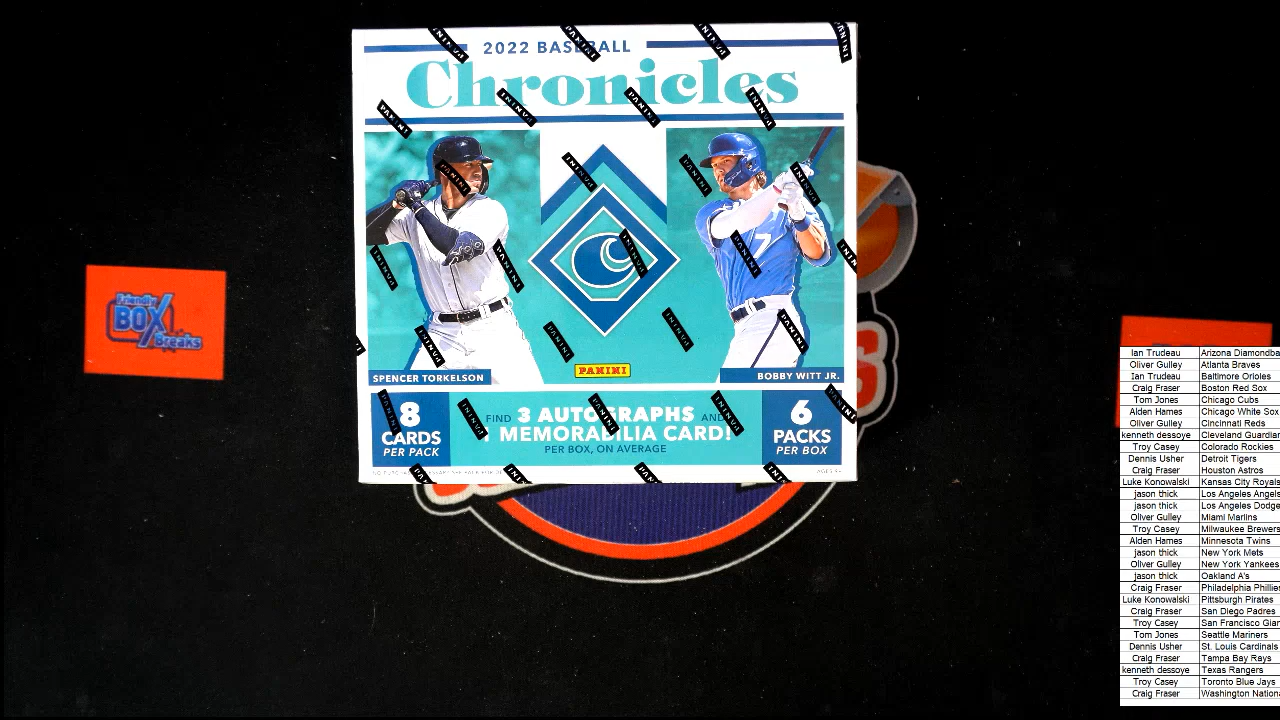 2022 BASEBALL
Chronicles
SPENCER TORKELSON
BOBBY WITT JR.
7
PANINI
8
CARDS
PER PACK
FIND 3 AUTOGRAPHS AND
1 MEMORABILIA CARD!
PER BOX, ON AVERAGE
6
PACKS
PER BOX
Friendly
BOX
Breaks
Ian Trudeau Arizona Diamondba
Oliver Gulley Atlanta Braves
Ian Trudeau Baltimore Orioles
Craig Fraser Boston Red Sox
Tom Jones Chicago Cubs
Alden Hames Chicago White Sox
Oliver Gulley Cincinnati Reds
kenneth dessoye Cleveland Guardian
Troy Casey Colorado Rockies
Dennis Usher Detroit Tigers
Craig Fraser Houston Astros
Luke Konowalski Kansas City Royals
jason thick Los Angeles Angels
jason thick Los Angeles Dodge
Oliver Gulley Miami Marlins
Troy Casey Milwaukee Brewers
Alden Hames Minnesota Twins
jason thick New York Mets
Oliver Gulley New York Yankees
jason thick Oakland A's
Craig Fraser Philadelphia Phillies
Luke Konowalski Pittsburgh Pirates
Craig Fraser San Diego Padres
Troy Casey San Francisco Gian
Tom Jones Seattle Mariners
Dennis Usher St. Louis Cardinals
Craig Fraser Tampa Bay Rays
kenneth dessoye Texas Rangers
Troy Casey Toronto Blue Jays
Craig Fraser Washington Nationa